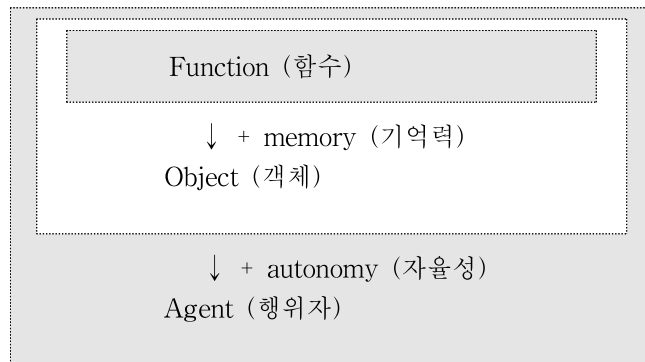 Function (함수)
↓ + memory (기억력)
Object (객체)
↓ + autonomy (자율성)
Agent (행위자)